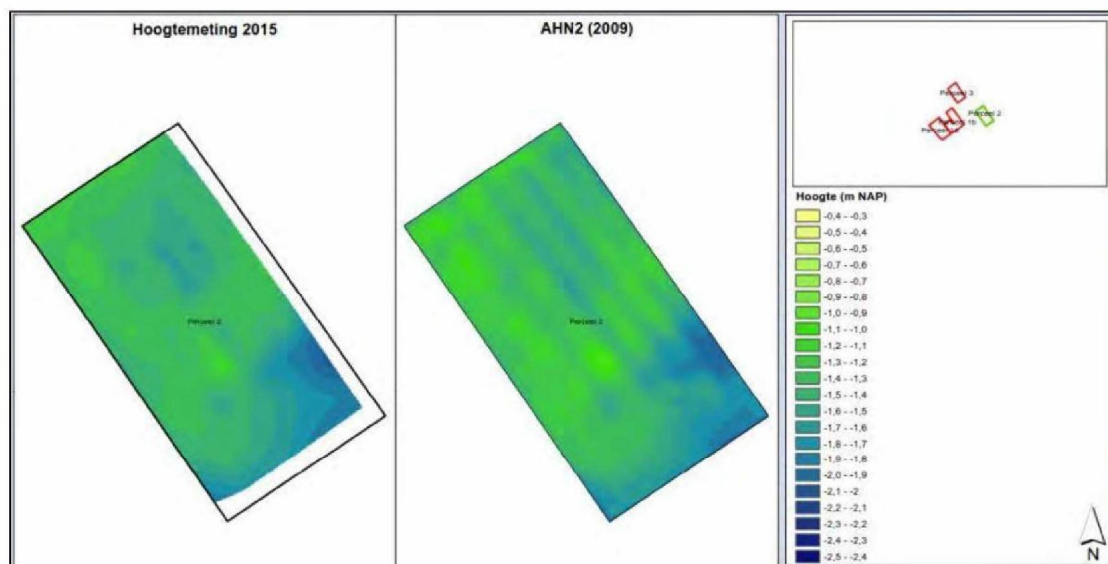 Hoogtemeting 2015
AHN2 (2009)
Perceel 2
Perceel 2
Perceel 3
Perceel 2
Perceel 1b
Hoogte (m NAP)
-0,4 - -0,3
-0,5 - -0,4
-0,6 - -0,5
-0,7 - -0,6
-0,8 - -0,7
-0,9 - -0,8
-1,0 - -0,9
-1,1 - -1,0
-1,2 - -1,1
-1,3 - -1,2
-1,4 - -1,3
-1,5 - -1,4
-1,6 - -1,5
-1,7 - -1,6
-1,8 - -1,7
-1,9 - -1,8
-2,0 - -1,9
-2,1 - -2
-2,2 - -2,1
-2,3 - -2,2
-2,4 - -2,3
-2,5 - -2,4
N